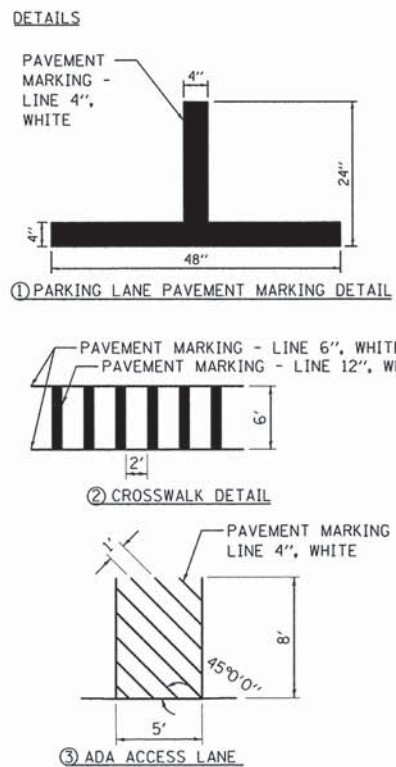 DETAILS
PAVEMENT
MARKING -
LINE 4", 
WHITE
4"
24"
4"
48"
① PARKING LANE PAVEMENT MARKING DETAIL
PAVEMENT MARKING - LINE 6", WHIT
PAVEMENT MARKING - LINE 12", W
6'
2'
② CROSSWALK DETAIL
PAVEMENT MARKING
LINE 4", WHITE
1'
8'
45°0'0"
5'
③ ADA ACCESS LANE